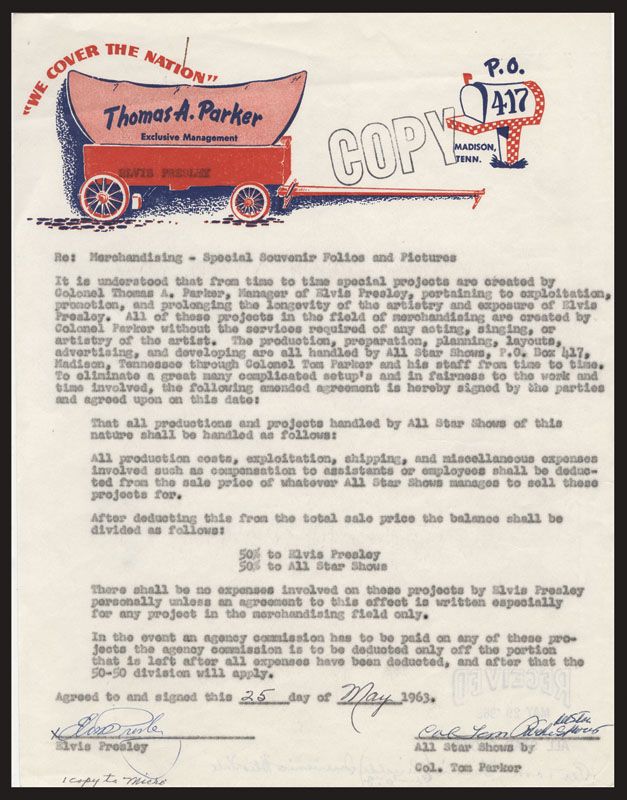 "WE COVER THE NATION"
Thomas A. Parker
Exclusive Management
ELVIS PRESLEY
COPY
P.O.
417
MADISON,
TENN.
Re: Merchandising - Special Souvenir Folios and Pictures
It is understood that from time to time special projects are created by
Colonel Thomas A. Parker, Manager of Elvis Presley, pertaining to exploitation,
promotion, and prolonging the longevity of the artistry and exposure of Elvis
Presley. All of these projects in the field of merchandising are created by
Colonel Parker without the services required of any acting, singing, or
artistry of the artist. The production, preparation, planning, layouts,
advertising, and developing are all handled by All Star Shows, P.O. Box 417,
Madison, Tennessee through Colonel Tom Parker and his staff from time to time.
To eliminate a great many complicated setup's and in fairness to the work and
time involved, the following amended agreement is hereby signed by the parties
and agreed upon on this date:
That all productions and projects handled by All Star Shows of this
nature shall be handled as follows:
All production costs, exploitation, shipping, and miscellaneous expenses
involved such as compensation to assistants or employees shall be deduc-
ted from the sale price of whatever All Star Shows manages to sell these
projects for.
After deducting this from the total sale price the balance shall be
divided as follows:
50% to Elvis Presley
50% to All Star Shows
There shall be no expenses involved on these projects by Elvis Presley
personally unless an agreement to this effect is written especially
for any project in the merchandising field only.
In the event an agency commission has to be paid on any of these pro-
jects the agency commission is to be deducted only off the portion
that is left after all expenses have been deducted, and after that the
50-50 division will apply.
RECEIVED
Agreed to and signed this 25 day of May 1963.
x Elvis Presley
Col Tom Parker
Elvis Presley
All Star Shows by
Col. Tom Parker
1 copy to